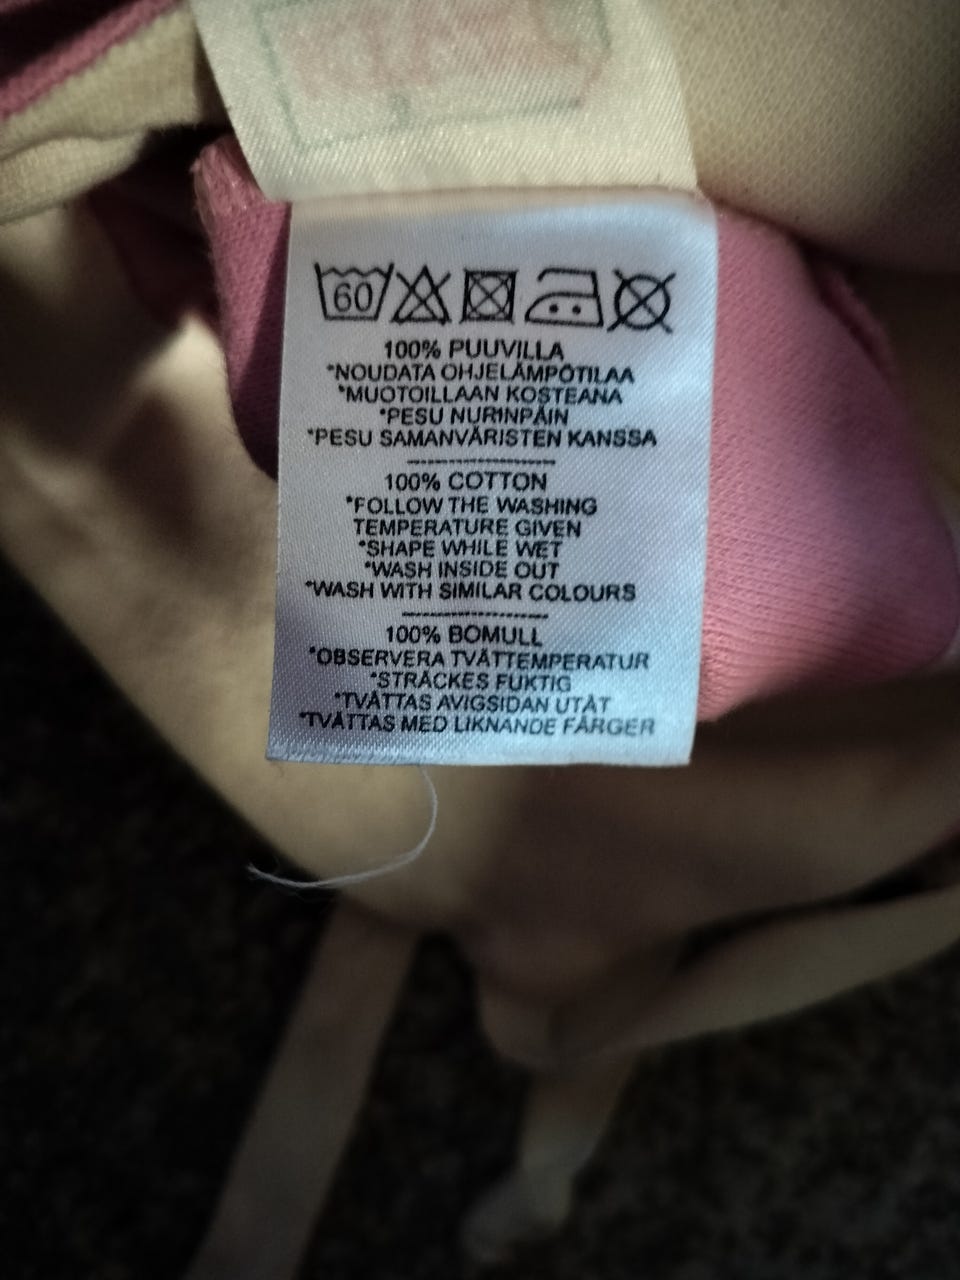 60
100% PUUVILLA
*NOUDATA OHJELÄMPÖTILAA
*MUOTOILLAAN KOSTEANA
*PESU NURINPÄIN
*PESU SAMANVÄRISTEN KANSSA
100% COTTON
*FOLLOW THE WASHING
TEMPERATURE GIVEN
*SHAPE WHILE WET
*WASH INSIDE OUT
*WASH WITH SIMILAR COLOURS
100% BOMULL
*OBSERVERA TVÄTTEMPERATUR
*STRÄCKES FUKTIG
*TVÄTTAS AVIGSIDAN UTÅT
*TVÄTTAS MED LIKNANDE FÄRGER